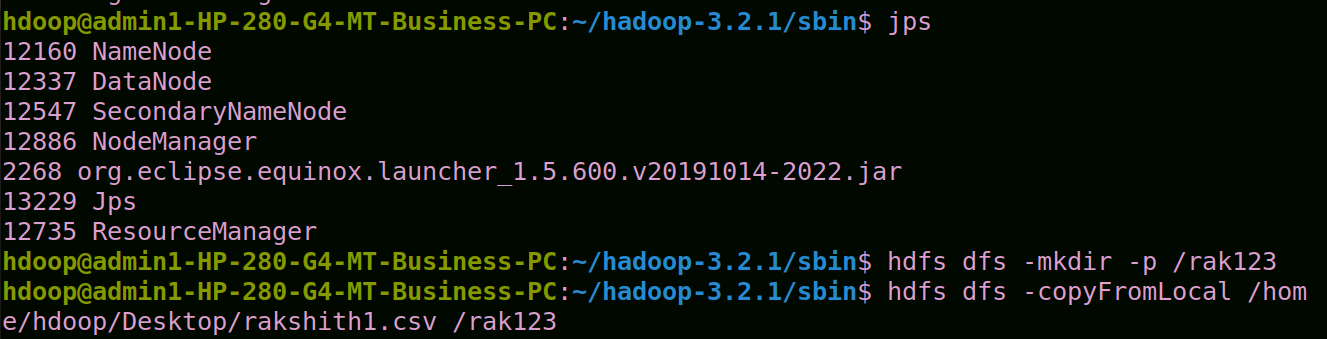 hdoop@admin1-HP-280-G4-MT-Business-PC:~/hadoop-3.2.1/sbin$ jps
12160 NameNode
12337 DataNode
12547 SecondaryNameNode
12886 NodeManager
2268 org.eclipse.equinox.launcher_1.5.600.v20191014-2022.jar
13229 Jps
12735 ResourceManager
hdoop@admin1-HP-280-G4-MT-Business-PC:~/hadoop-3.2.1/sbin$ hdfs dfs -mkdir -p /rak123
hdoop@admin1-HP-280-G4-MT-Business-PC:~/hadoop-3.2.1/sbin$ hdfs dfs -copyFromLocal /hom
e/hdoop/Desktop/rakshith1.csv /rak123